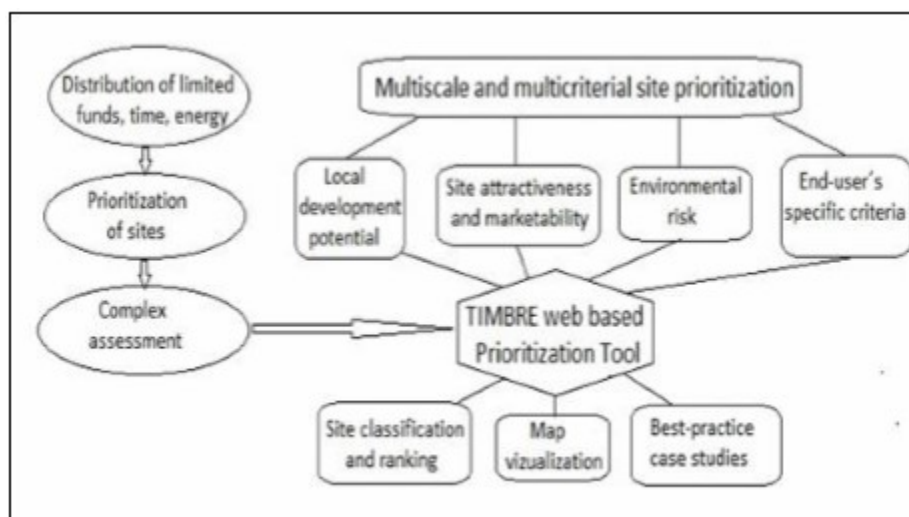 Distribution of limited
funds, time, energy
Prioritization
of sites
Complex
assessment
Multiscale and multicriterial site prioritization
Local
development
potential
Site attractiveness
and marketability
Environmental
risk
End-user's
specific criteria
TIMBRE web based
Prioritization Tool
Site classification
and ranking
Map
vizualization
Best-practice
case studies